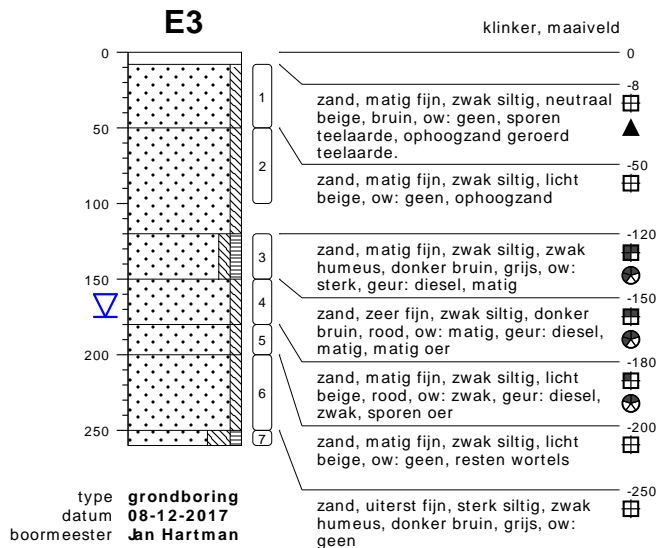 E3
klinker, maaiveld
0
0
-8
zand, matig fijn, zwak siltig, neutraal
beige, bruin, ow: geen, sporen
teelaarde, ophoogzand geroerd
teelaarde.
1
50
-50
zand, matig fijn, zwak siltig, licht
beige, ow: geen, ophoogzand
2
100
-120
zand, matig fijn, zwak siltig, zwak
humeus, donker bruin, grijs, ow:
sterk, geur: diesel, matig
3
150
-150
zand, zeer fijn, zwak siltig, donker
bruin, rood, ow: matig, geur: diesel,
matig, matig oer
4
-180
zand, matig fijn, zwak siltig, licht
beige, rood, ow: zwak, geur: diesel,
zwak, sporen oer
5
200
-200
zand, matig fijn, zwak siltig, licht
beige, ow: geen, resten wortels
6
250
-250
zand, uiterst fijn, sterk siltig, zwak
humeus, donker bruin, grijs, ow:
geen
7
type grondboring
datum 08-12-2017
boormeester Jan Hartman